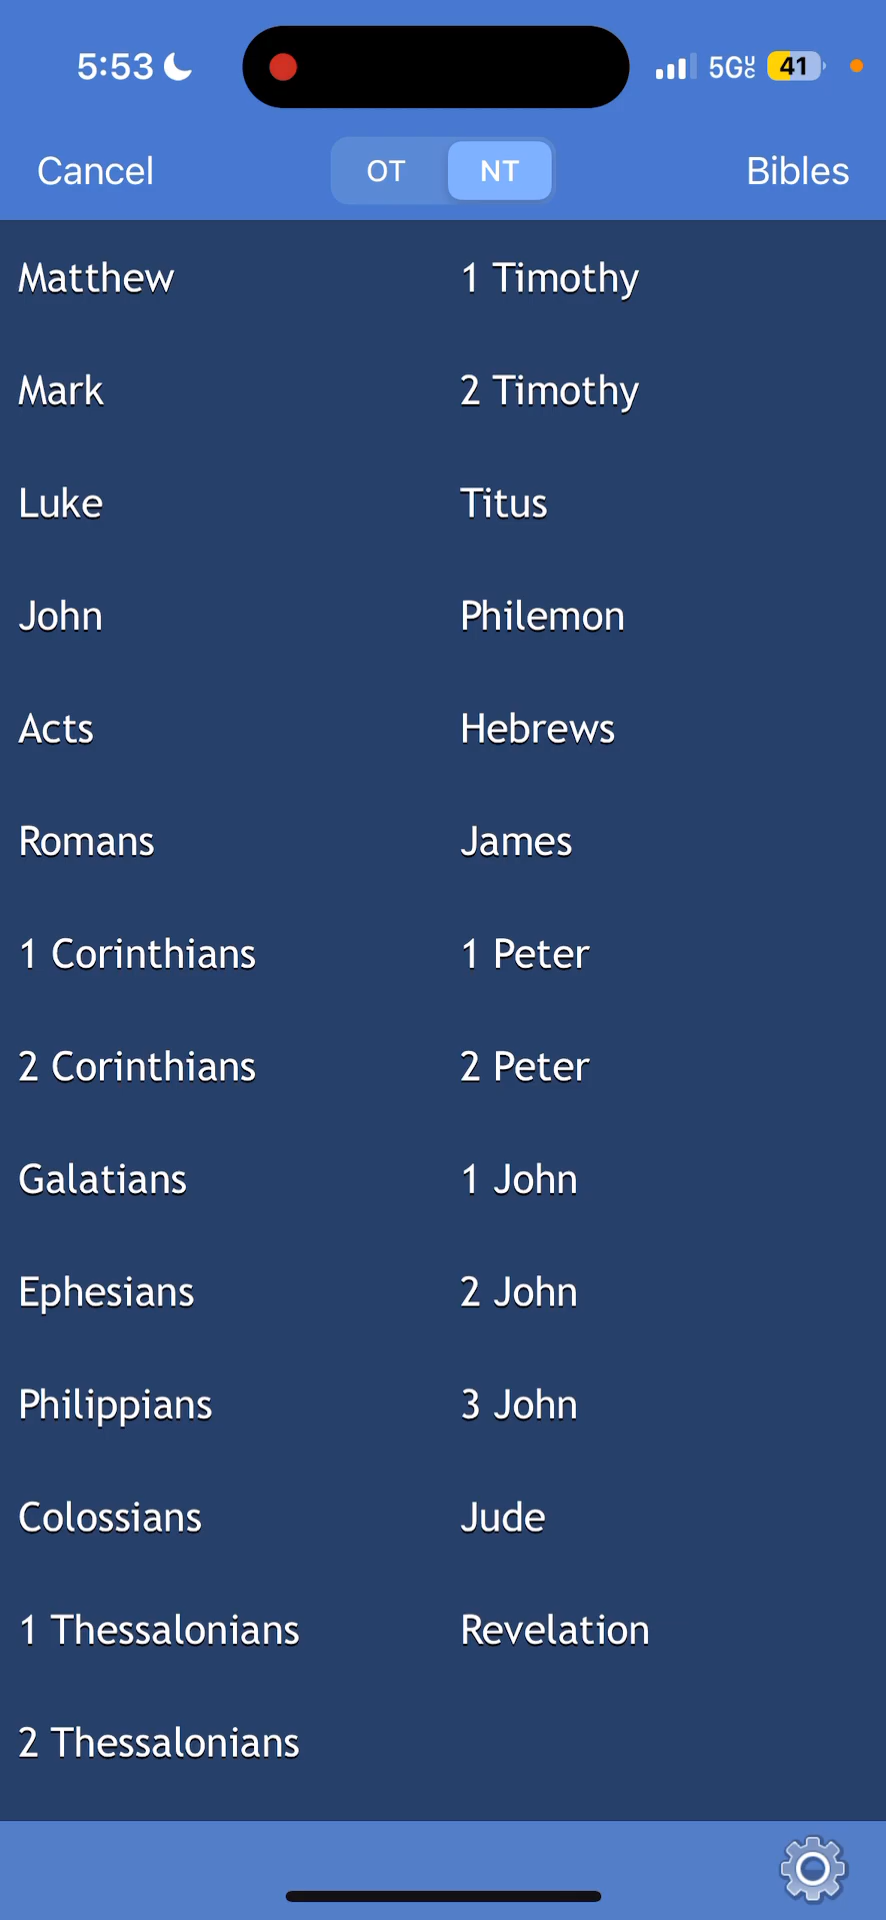 5:53 5GUC 41
Cancel OT NT Bibles
Matthew 1 Timothy
Mark 2 Timothy
Luke Titus
John Philemon
Acts Hebrews
Romans James
1 Corinthians 1 Peter
2 Corinthians 2 Peter
Galatians 1 John
Ephesians 2 John
Philippians 3 John
Colossians Jude
1 Thessalonians Revelation
2 Thessalonians